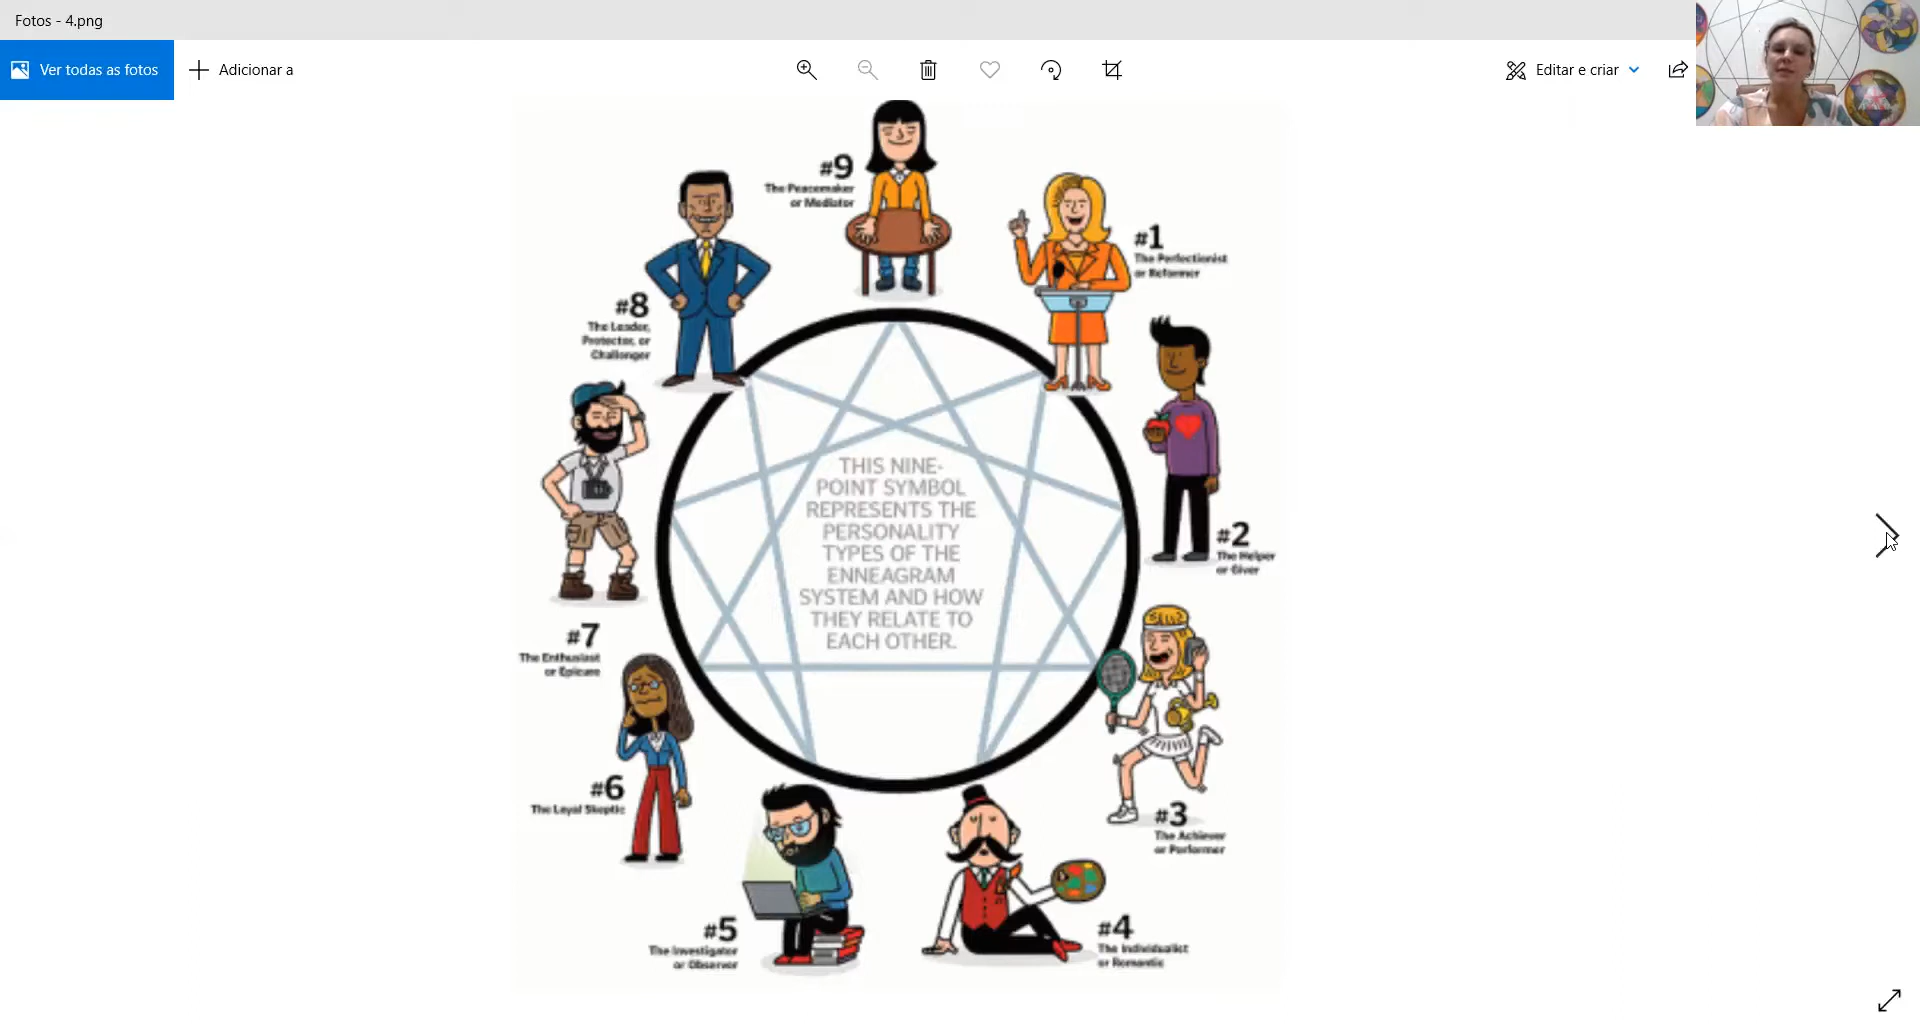 Fotos - 4.png
Ver todas as fotos
Adicionar a
Editar e criar
#9
The Peacemaker
or Mediator
#1
The Perfectionist
or Reformer
#8
The Leader,
Protector, or
Challenger
#2
The Helper
or Giver
THIS NINE-
POINT SYMBOL
REPRESENTS THE
PERSONALITY
TYPES OF THE
ENNEAGRAM
SYSTEM AND HOW
THEY RELATE TO
EACH OTHER.
#7
The Enthusiast
or Epicure
#3
The Achiever
or Performer
#6
The Loyal Skeptic
#5
The Investigator
or Observer
#4
The Individualist
or Romantic